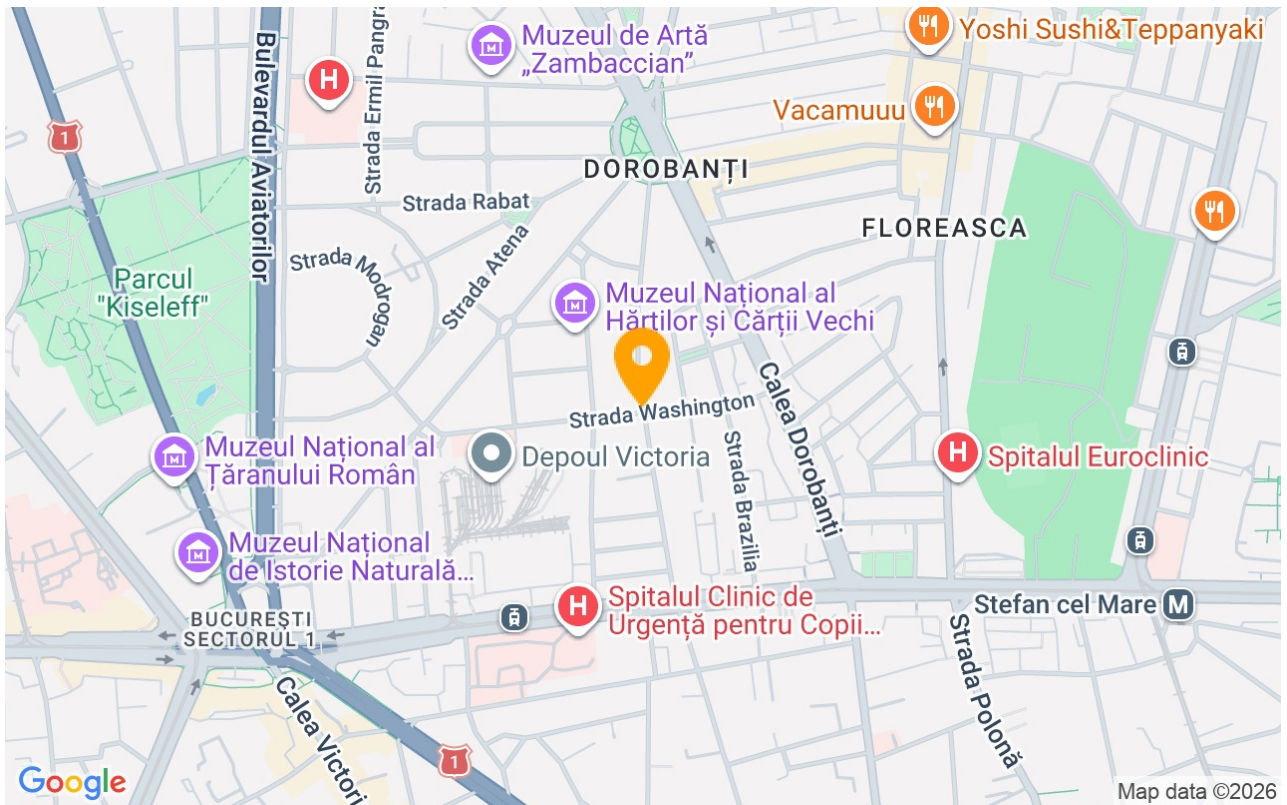 Muzeul de Artă
„Zambaccian”
Yoshi Sushi&Teppanyaki
H
Strada Ermil Pangra
Bulevardul Aviatorilor
1
Vacamuuu
DOROBANȚI
Strada Rabat
FLOREASCA
Strada Atena
Strada Modrogan
Parcul
"Kiseleff"
Muzeul Național al
Hărților și Cărții Vechi
Calea Dorobanți
Strada Washington
Strada Brazilia
Muzeul Național al
Țăranului Român
Depoul Victoria
H
Spitalul Euroclinic
Muzeul Național
de Istorie Naturală...
H
Spitalul Clinic de
Urgență pentru Copii...
Stefan cel Mare
M
BUCUREȘTI
SECTORUL 1
Strada Polonă
Calea Victori
1
Google
Map data ©2026